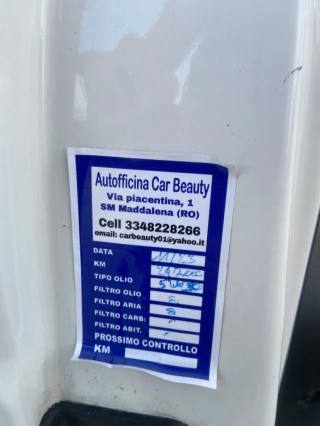 Autofficina Car Beauty
Via piacentina, 1
SM Maddalena (RO)
Cell 3348228266
email: carbeauty01@yahoo.it
DATA
KM
TIPO OLIO
FILTRO OLIO
FILTRO ARIA
FILTRO CARB:
FILTRO ABIT.
PROSSIMO CONTROLLO
KM